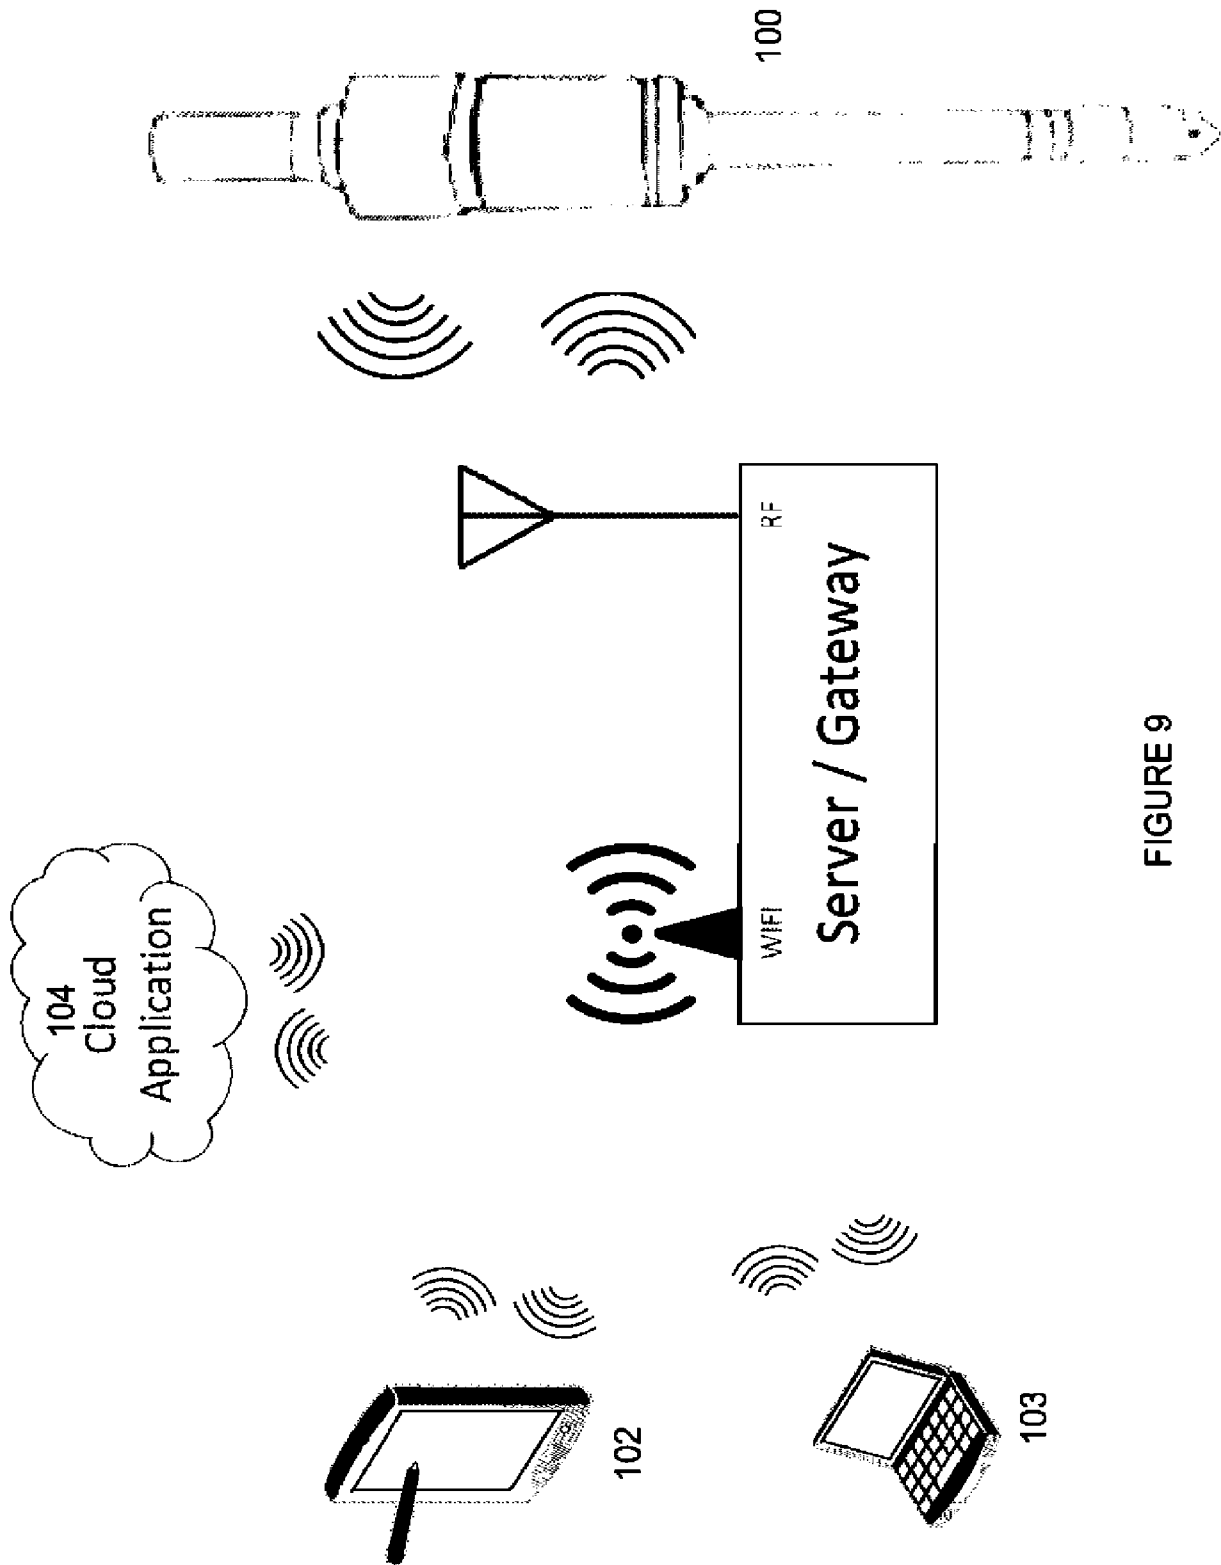 104
Cloud
Application
100
WIFI
RF
Server / Gateway
102
103
FIGURE 9